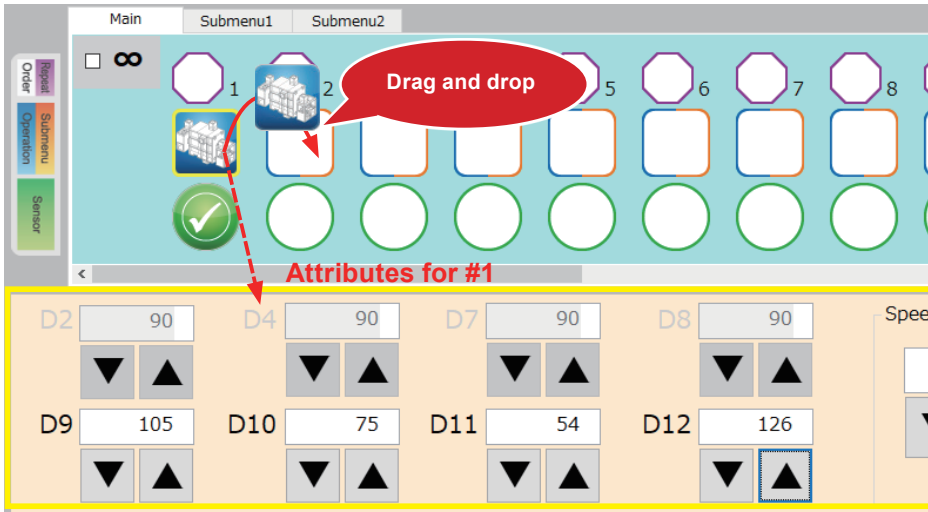 Main Submenu1 Submenu2
Repeat
Order
Submenu
Operation
Sensor
∞
1 2 5 6 7 8
Drag and drop
Attributes for #1
D2 90 D4 90 D7 90 D8 90
Spee
D9 105 D10 75 D11 54 D12 126